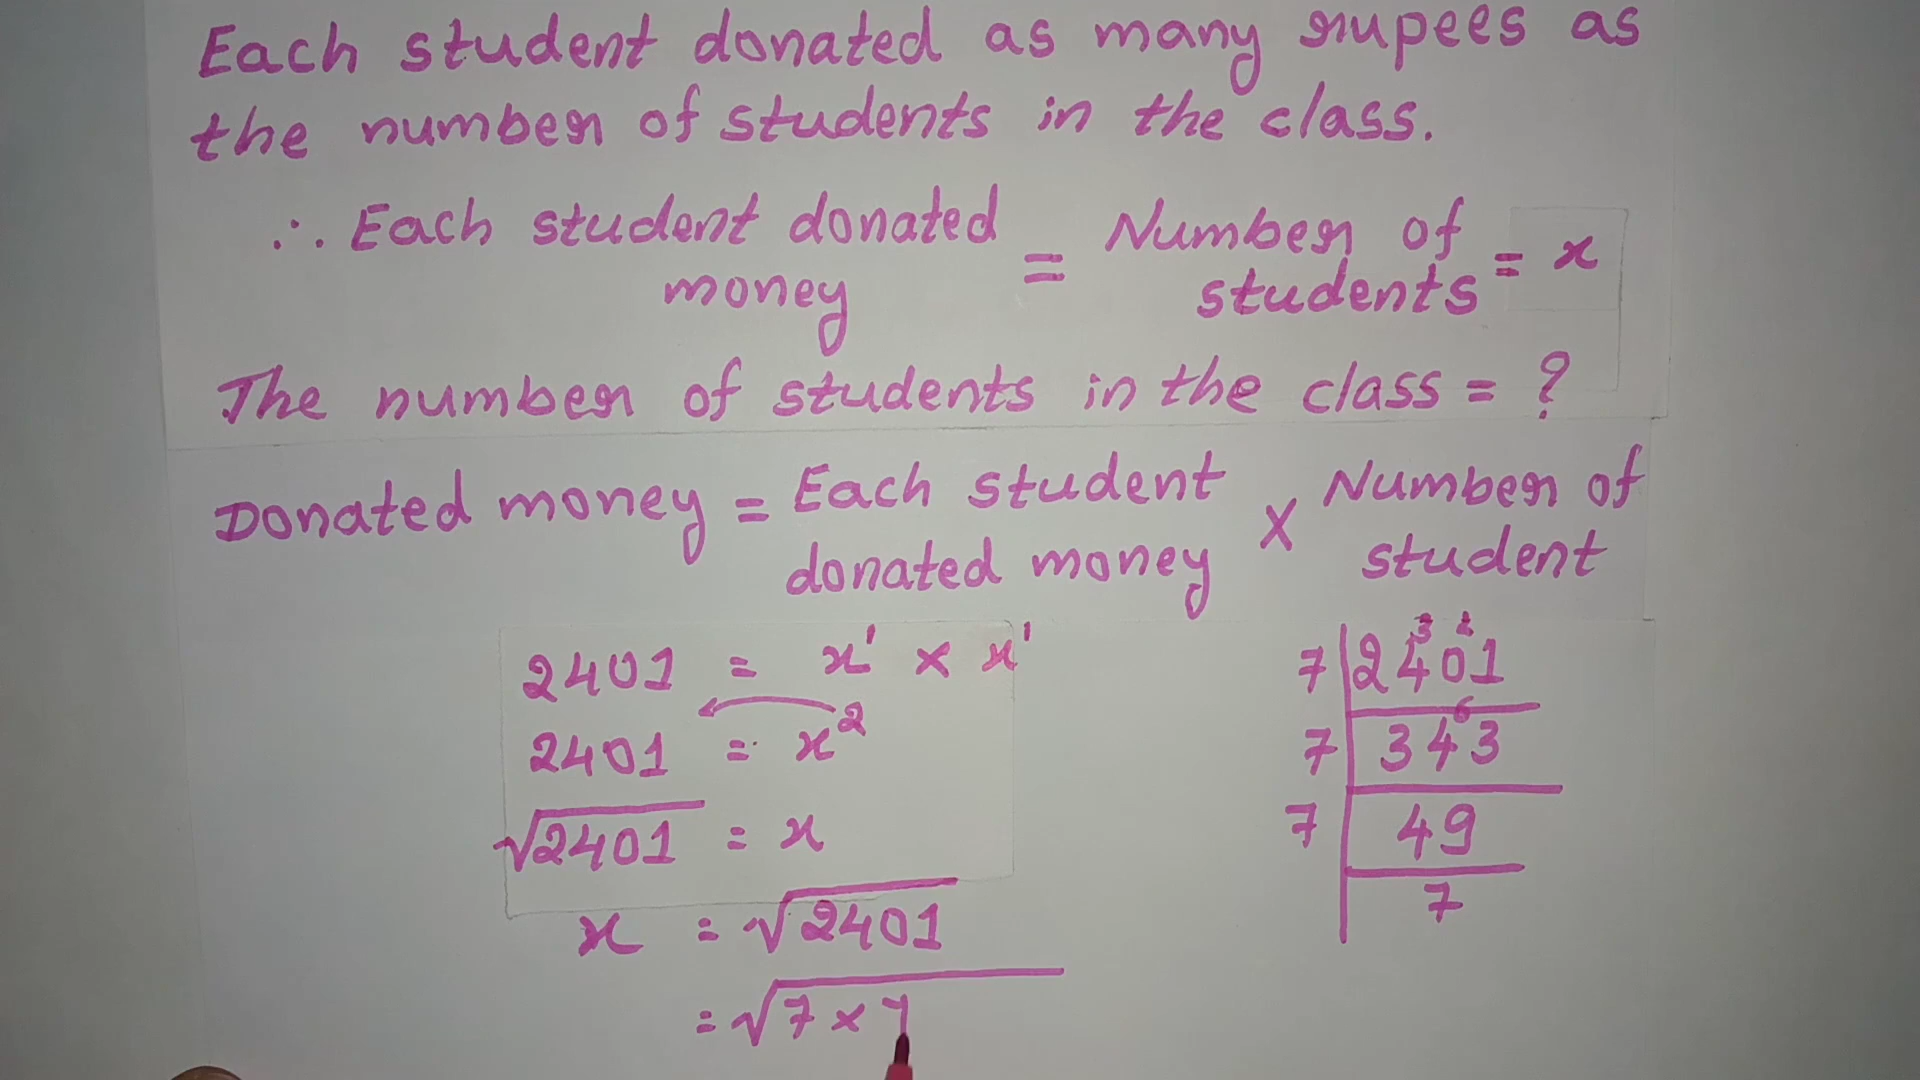 Each student donated as many rupees as
the number of students in the class.
∴ Each student donated money = Number of students = x
The number of students in the class = ?
Donated money = Each student donated money × Number of student
2401 = x¹ × x¹
2401 = x²
√2401 = x
x = √2401
= √7 × 7
7 | 2401
7 | 343
7 | 49
7